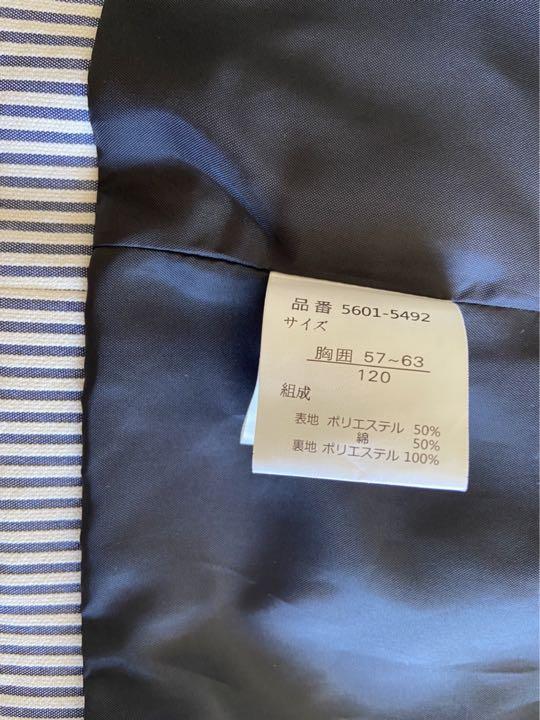 品番 5601-5492
サイズ
胸囲 57~63
120
組成
表地 ポリエステル 50%
綿 50%
裏地 ポリエステル 100%